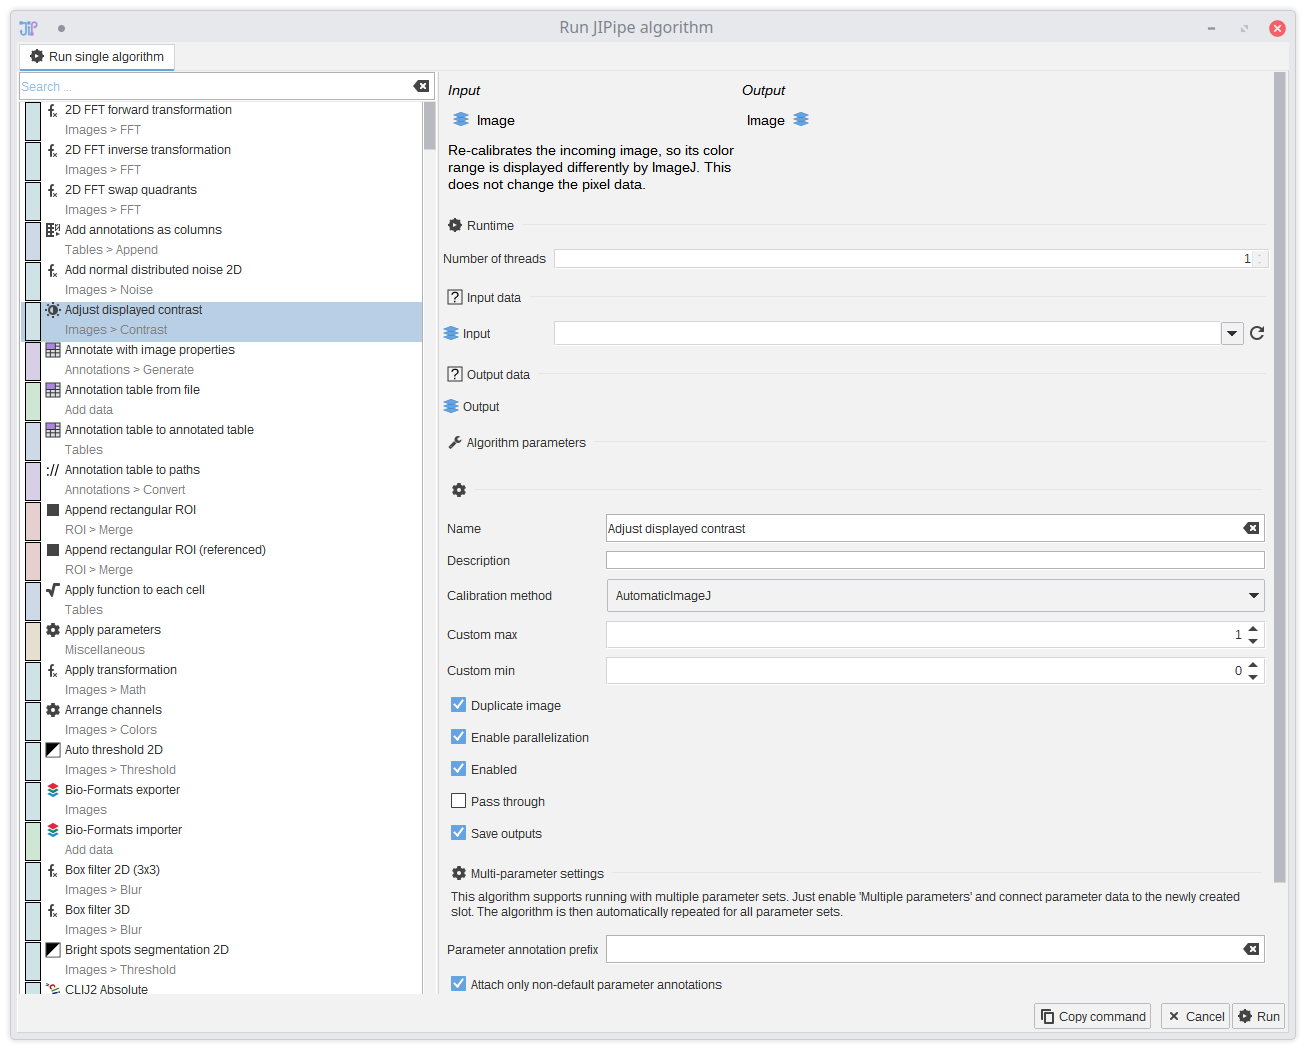 JIP
Run JIPipe algorithm
Run single algorithm
Search ...
2D FFT forward transformation
Images > FFT
2D FFT inverse transformation
Images > FFT
2D FFT swap quadrants
Images > FFT
Add annotations as columns
Tables > Append
Add normal distributed noise 2D
Images > Noise
Adjust displayed contrast
Images > Contrast
Annotate with image properties
Annotations > Generate
Annotation table from file
Add data
Annotation table to annotated table
Tables
:// Annotation table to paths
Annotations > Convert
Append rectangular ROI
ROI > Merge
Append rectangular ROI (referenced)
ROI > Merge
Apply function to each cell
Tables
Apply parameters
Miscellaneous
Apply transformation
Images > Math
Arrange channels
Images > Colors
Auto threshold 2D
Images > Threshold
Bio-Formats exporter
Images
Bio-Formats importer
Add data
Box filter 2D (3x3)
Images > Blur
Box filter 3D
Images > Blur
Bright spots segmentation 2D
Images > Threshold
CLIJ2 Absolute
Input Output
Image Image
Re-calibrates the incoming image, so its color
range is displayed differently by ImageJ. This
does not change the pixel data.
Runtime
Number of threads 1
Input data
Input
Output data
Output
Algorithm parameters
Name Adjust displayed contrast
Description
Calibration method AutomaticImageJ
Custom max 1
Custom min 0
Duplicate image
Enable parallelization
Enabled
Pass through
Save outputs
Multi-parameter settings
This algorithm supports running with multiple parameter sets. Just enable 'Multiple parameters' and connect parameter data to the newly created
slot. The algorithm is then automatically repeated for all parameter sets.
Parameter annotation prefix
Attach only non-default parameter annotations
Copy command Cancel Run